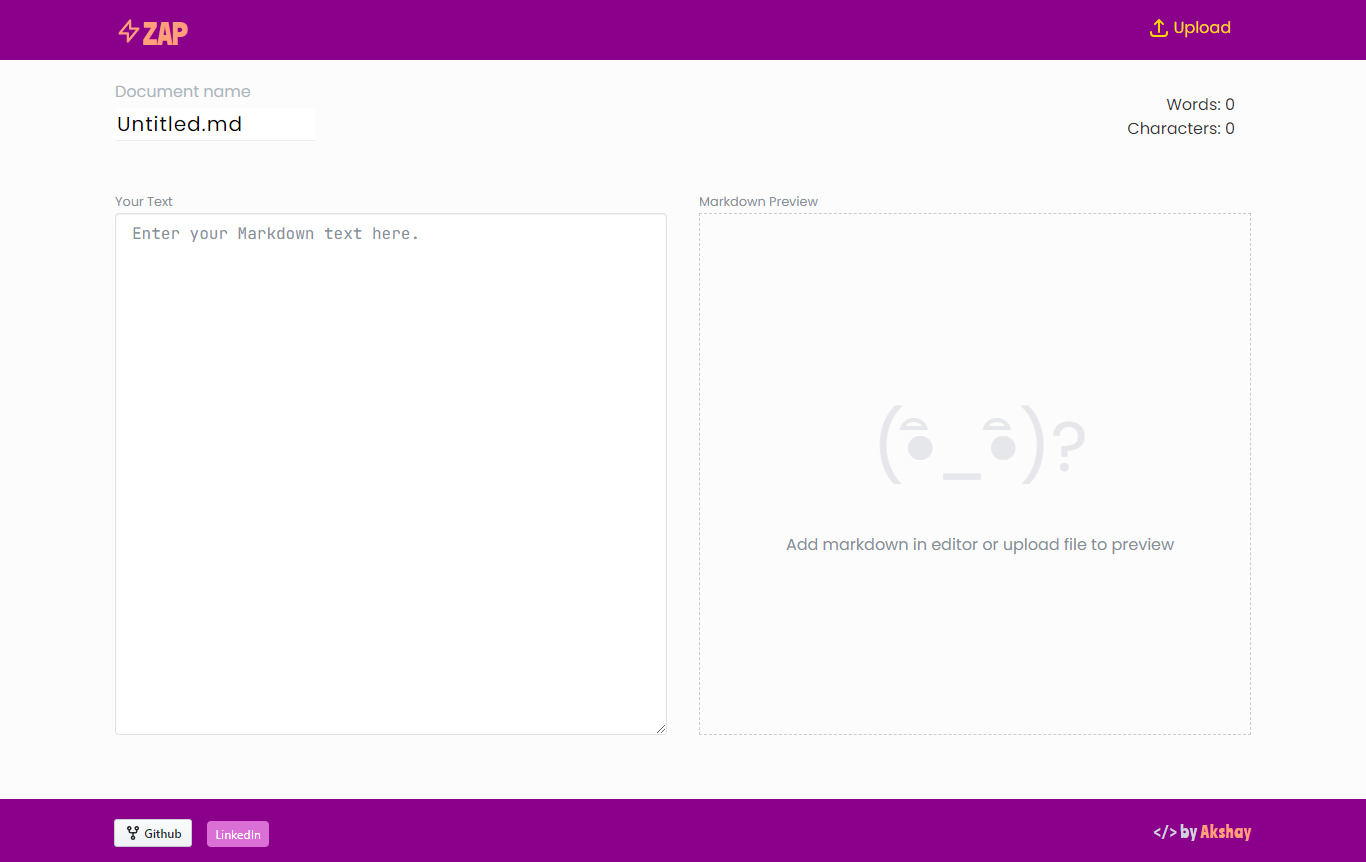 ZAP
Upload
Document name
Untitled.md
Words: 0
Characters: 0
Your Text
Enter your Markdown text here.
Markdown Preview
(•_•)?
Add markdown in editor or upload file to preview
Github
LinkedIn
</> by Akshay